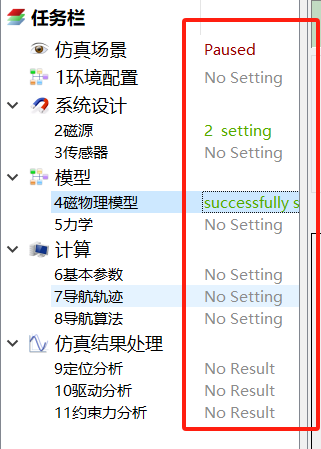 任务栏
仿真场景 Paused
1环境配置 No Setting
系统设计
2磁源 2 setting
3传感器 No Setting
模型
4磁物理模型 successfully s
5力学 No Setting
计算
6基本参数 No Setting
7导航轨迹 No Setting
8导航算法 No Setting
仿真结果处理
9定位分析 No Result
10驱动分析 No Result
11约束力分析 No Result